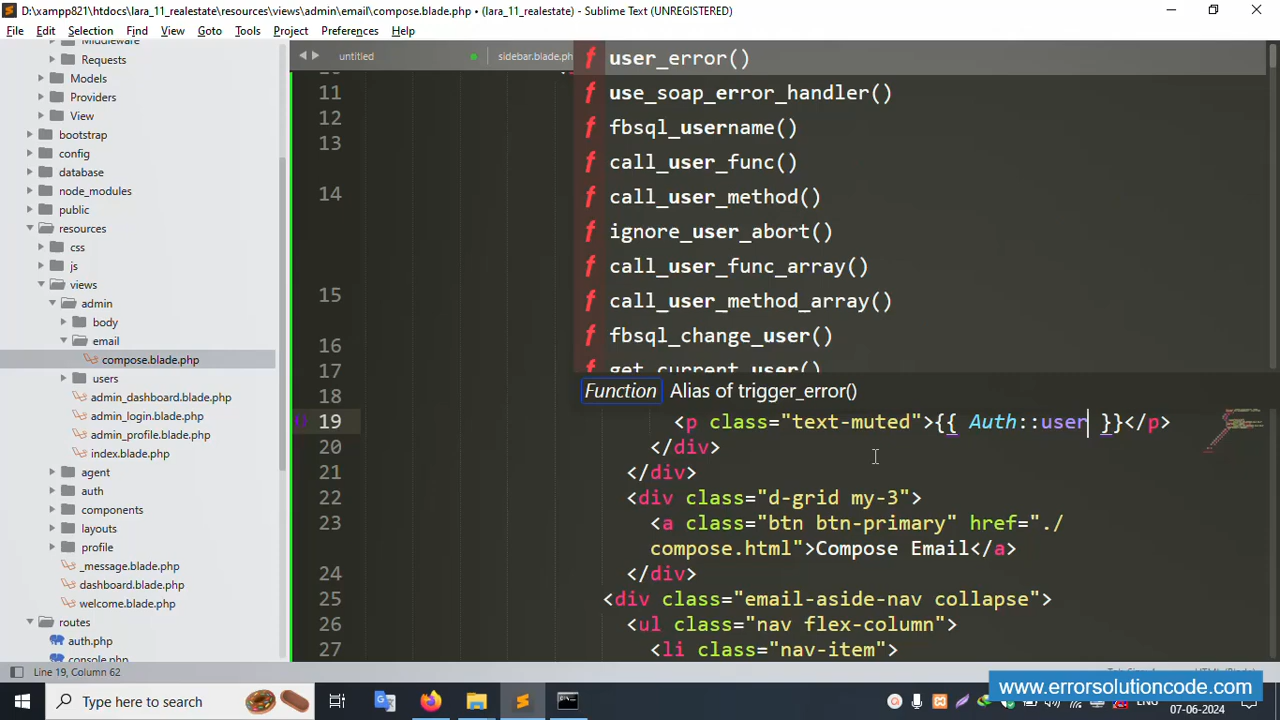 D:\xampp821\htdocs\lara_11_realestate\resources\views\admin\email\compose.blade.php • (lara_11_realestate) - Sublime Text (UNREGISTERED)
File Edit Selection Find View Goto Tools Project Preferences Help
Middleware
Requests
Models
Providers
View
bootstrap
config
database
node_modules
public
resources
css
js
views
admin
body
email
compose.blade.php
users
admin_dashboard.blade.php
admin_login.blade.php
admin_profile.blade.php
index.blade.php
agent
auth
components
layouts
profile
_message.blade.php
dashboard.blade.php
welcome.blade.php
routes
auth.php
console.php
untitled
sidebar.blade.ph
user_error()
use_soap_error_handler()
fbsql_username()
call_user_func()
call_user_method()
ignore_user_abort()
call_user_func_array()
call_user_method_array()
fbsql_change_user()
get_current_user()
Function Alias of trigger_error()
11
12
13
14
15
16
17
18
19 <p class="text-muted">{{ Auth::user }}</p>
20 </div>
21 </div>
22 <div class="d-grid my-3">
23 <a class="btn btn-primary" href="./
compose.html">Compose Email</a>
24 </div>
25 <div class="email-aside-nav collapse">
26 <ul class="nav flex-column">
27 <li class="nav-item">
Line 19, Column 62
Type here to search
www.errorsolutioncode.com
07-06-2024